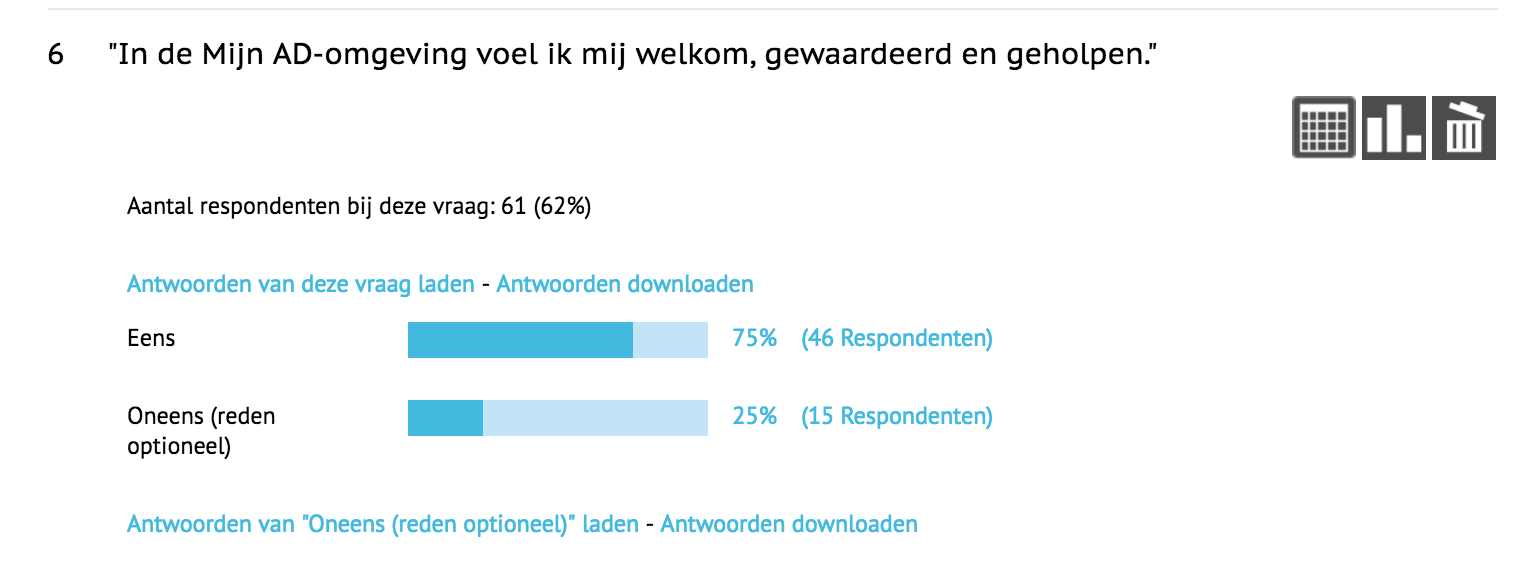 6 "In de Mijn AD-omgeving voel ik mij welkom, gewaardeerd en geholpen."
Aantal respondenten bij deze vraag: 61 (62%)
Antwoorden van deze vraag laden - Antwoorden downloaden
Eens 75% (46 Respondenten)
Oneens (reden 25% (15 Respondenten)
optioneel)
Antwoorden van "Oneens (reden optioneel)" laden - Antwoorden downloaden